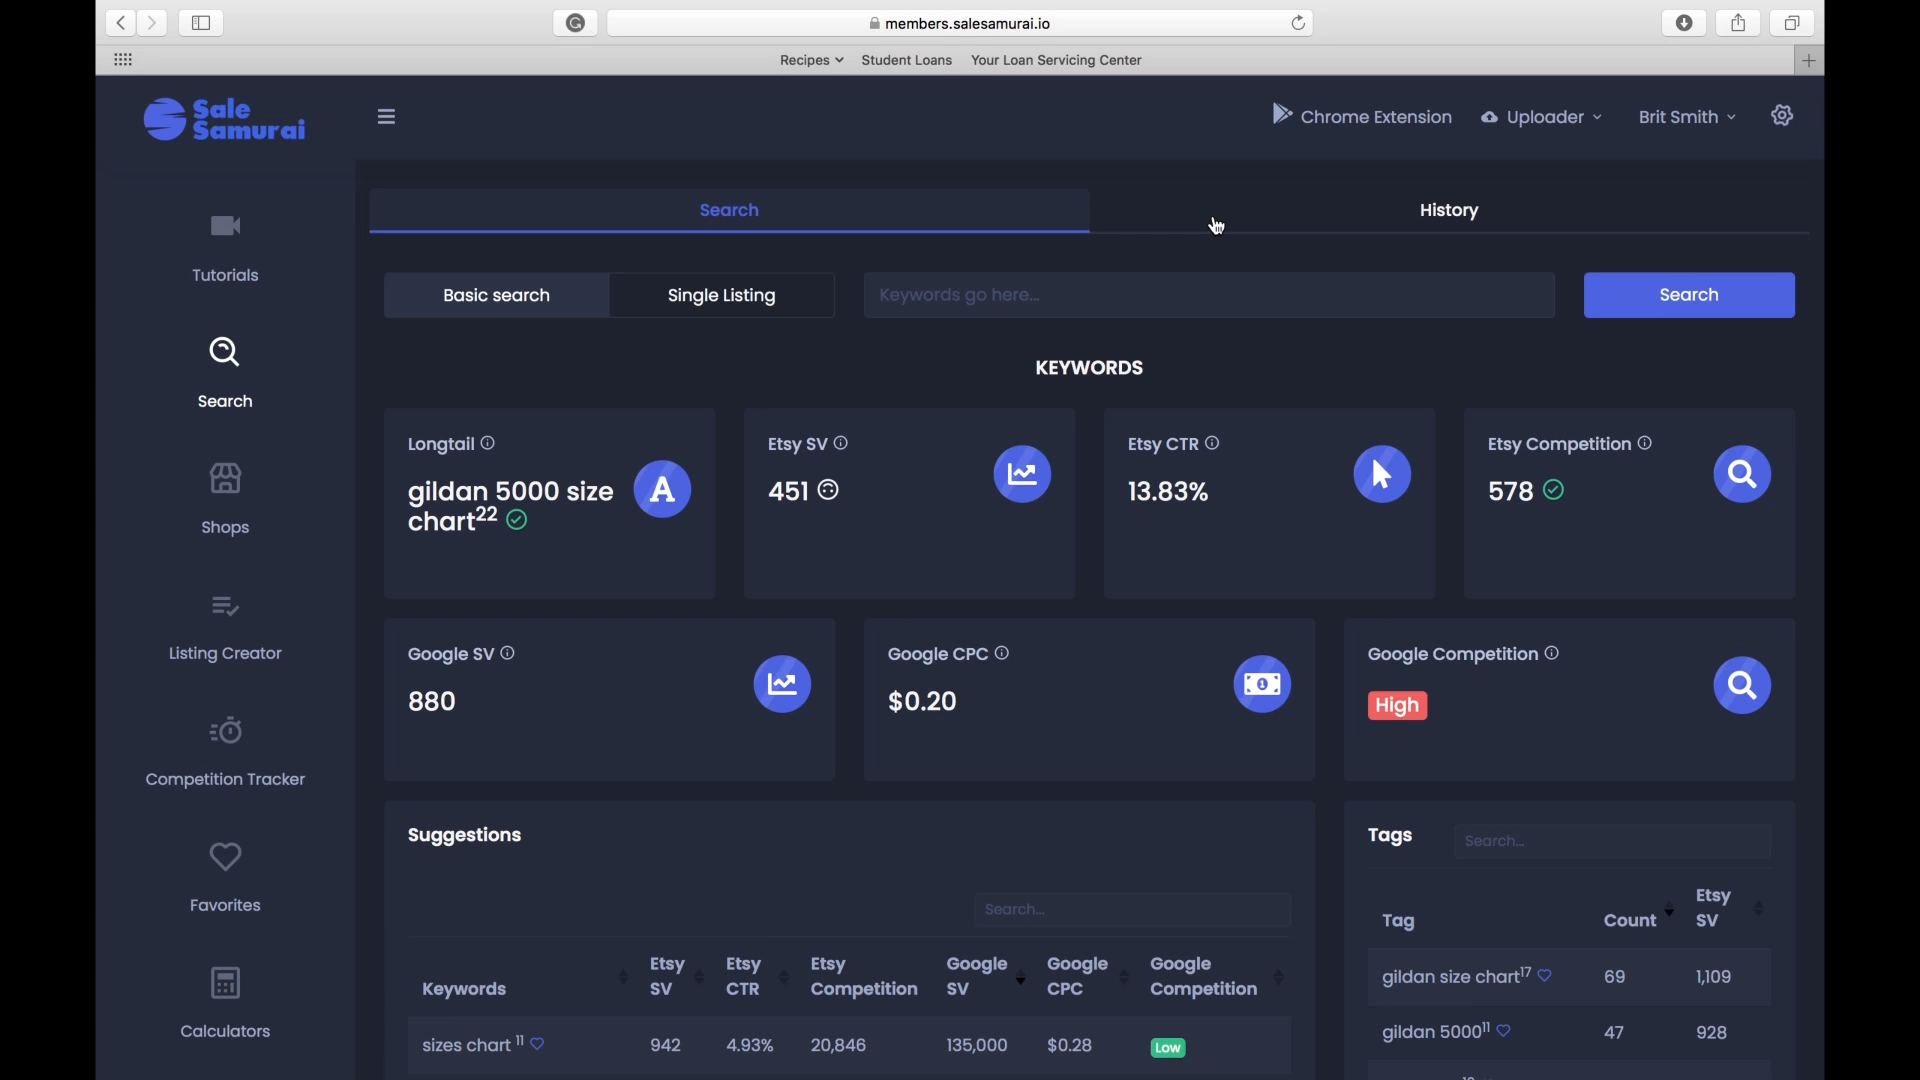 members.salesamurai.io
Recipes
Student Loans
Your Loan Servicing Center
Sale
Samurai
Chrome Extension
Uploader
Brit Smith
Tutorials
Search
Shops
Listing Creator
Competition Tracker
Favorites
Calculators
Search
History
Basic search
Single Listing
Keywords go here...
Search
KEYWORDS
Longtail
gildan 5000 size
chart22
Etsy SV
451
Etsy CTR
13.83%
Etsy Competition
578
Google SV
880
Google CPC
$0.20
Google Competition
High
Suggestions
Search...
Keywords
Etsy
SV
Etsy
CTR
Etsy
Competition
Google
SV
Google
CPC
Google
Competition
sizes chart 11
942
4.93%
20,846
135,000
$0.28
Low
Tags
Search...
Tag
Count
Etsy
SV
gildan size chart17
69
1,109
gildan 500011
47
928